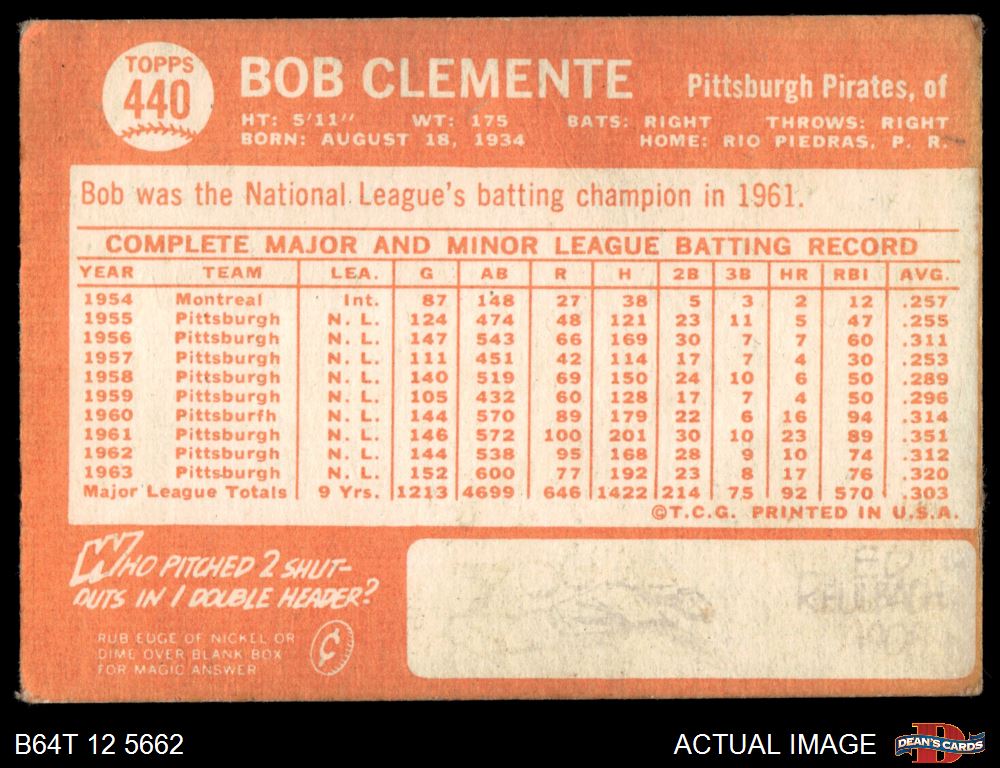 TOPPS
440
BOB CLEMENTE
Pittsburgh Pirates, of
HT: 5'11" WT: 175 BATS: RIGHT THROWS: RIGHT
BORN: AUGUST 18, 1934 HOME: RIO PIEDRAS, P. R.
Bob was the National League's batting champion in 1961.
COMPLETE MAJOR AND MINOR LEAGUE BATTING RECORD
YEAR TEAM LEA. G AB R H 2B 3B HR RBI AVG.
1954 Montreal Int. 87 148 27 38 5 3 2 12 .257
1955 Pittsburgh N. L. 124 474 48 121 23 11 5 47 .255
1956 Pittsburgh N. L. 147 543 66 169 30 7 7 60 .311
1957 Pittsburgh N. L. 111 451 42 114 17 7 4 30 .253
1958 Pittsburgh N. L. 140 519 69 150 24 10 6 50 .289
1959 Pittsburgh N. L. 105 432 60 128 17 7 4 50 .296
1960 Pittsburfh N. L. 144 570 89 179 22 6 16 94 .314
1961 Pittsburgh N. L. 146 572 100 201 30 10 23 89 .351
1962 Pittsburgh N. L. 144 538 95 168 28 9 10 74 .312
1963 Pittsburgh N. L. 152 600 77 192 23 8 17 76 .320
Major League Totals 9 Yrs. 1213 4699 646 1422 214 75 92 570 .303
©T.C.G. PRINTED IN U.S.A.
WHO PITCHED 2 SHUT-
OUTS IN 1 DOUBLE HEADER?
RUB EDGE OF NICKEL OR
DIME OVER BLANK BOX
FOR MAGIC ANSWER
¢
B64T 12 5662
ACTUAL IMAGE
D
DEAN'S CARDS